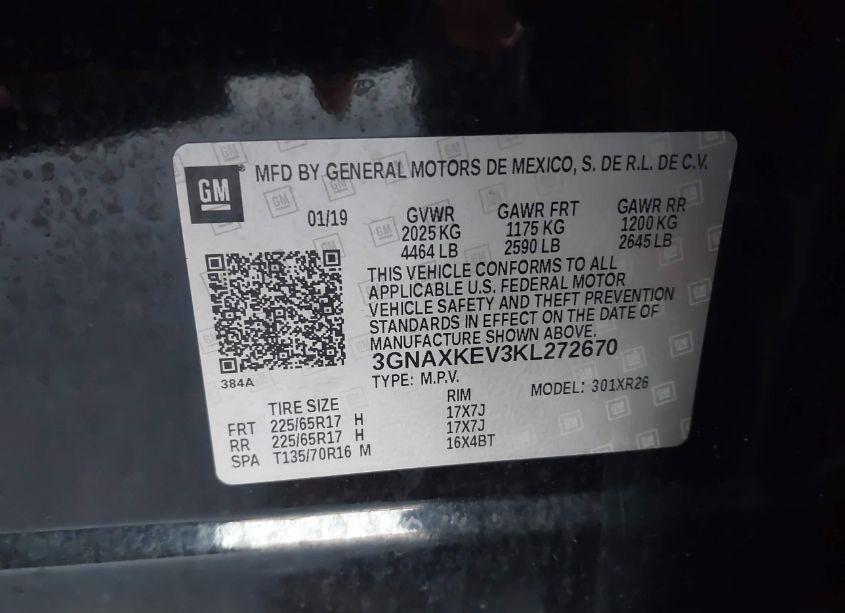 GM MFD BY GENERAL MOTORS DE MEXICO, S. DE R.L. DE C.V.
01/19 GVWR GAWR FRT GAWR RR
2025 KG 1175 KG 1200 KG
4464 LB 2590 LB 2645 LB
THIS VEHICLE CONFORMS TO ALL
APPLICABLE U.S. FEDERAL MOTOR
VEHICLE SAFETY AND THEFT PREVENTION
STANDARDS IN EFFECT ON THE DATE OF
MANUFACTURE SHOWN ABOVE.
3GNAXKEV3KL272670
384A
TYPE: M.P.V. MODEL: 301XR26
TIRE SIZE RIM
FRT 225/65R17 H 17X7J
RR 225/65R17 H 17X7J
SPA T135/70R16 M 16X4BT